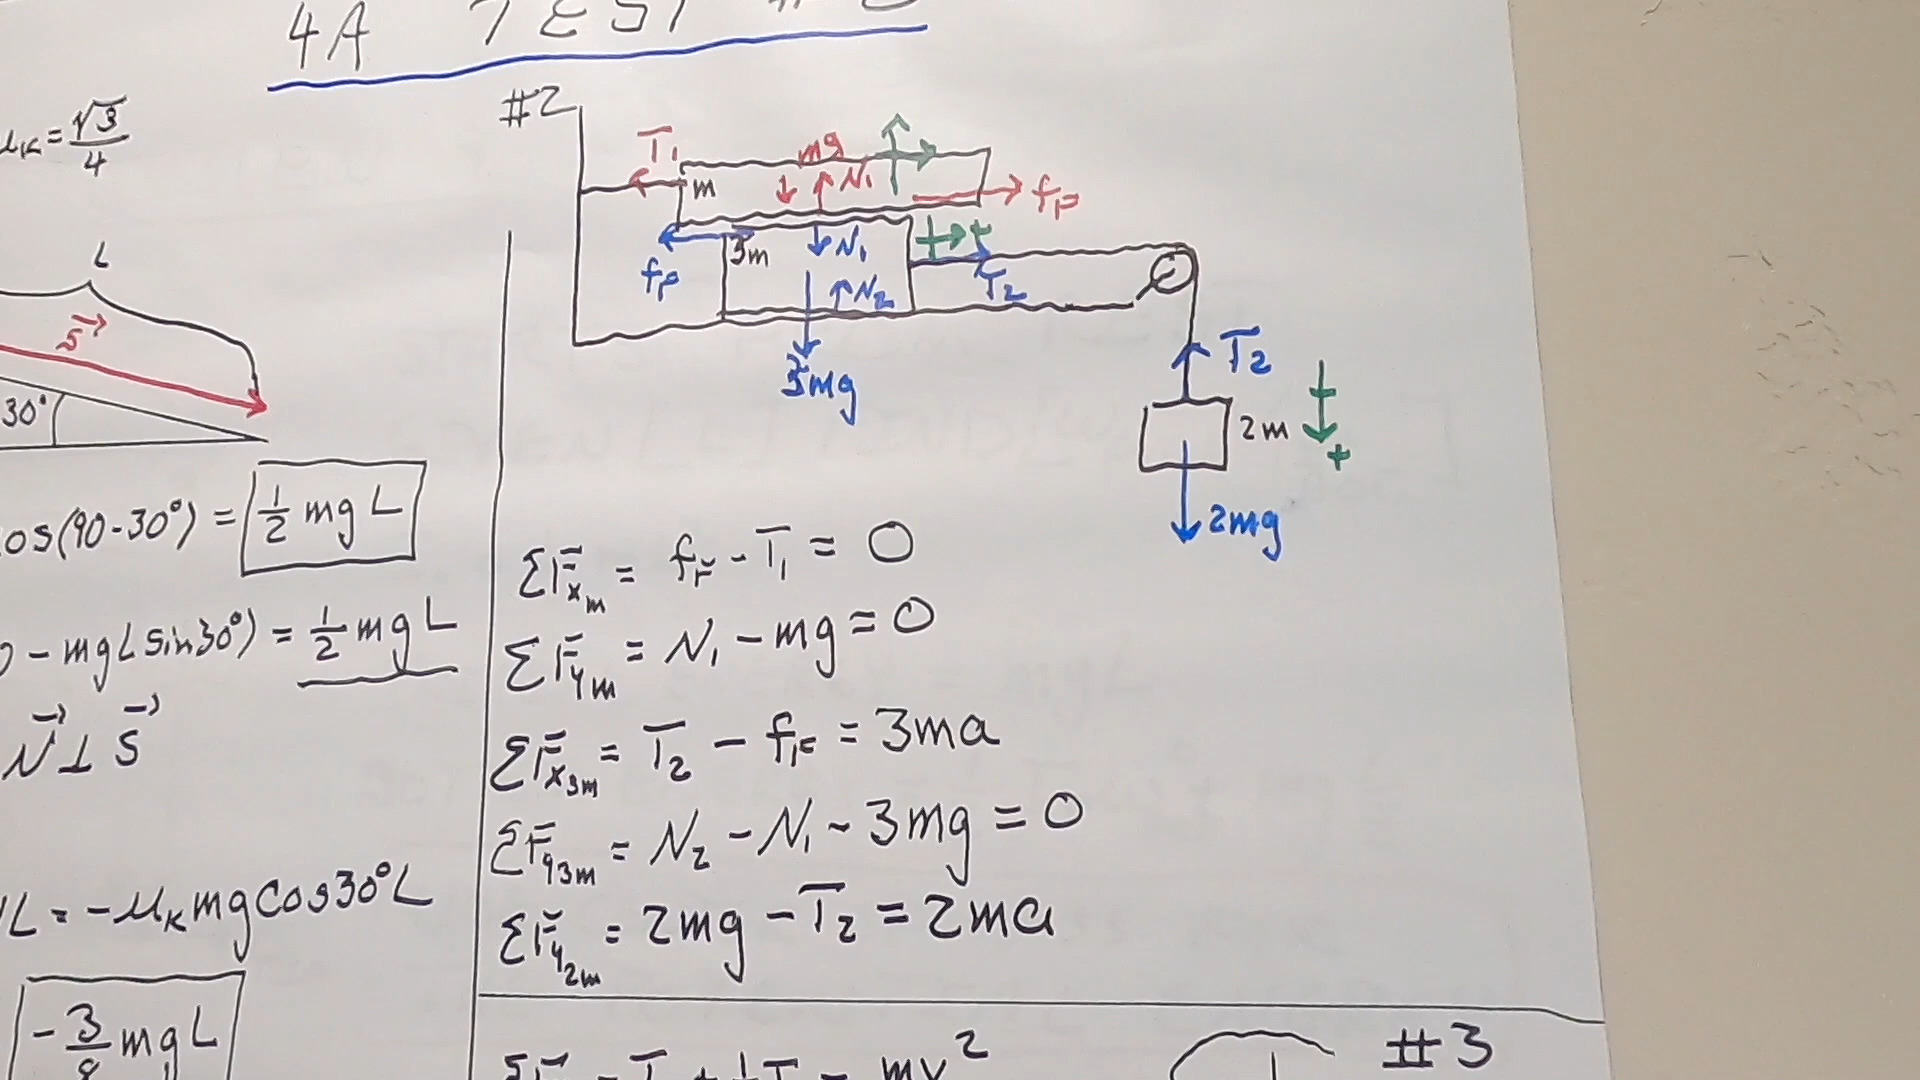 4A TEST #
μK = √3/4
L
S→
30°
cos(90-30°) = 1/2 mgL
- mgL sin30°) = 1/2 mgL
N→ ⊥ S→
L = -μK mg cos30° L
-3/8 mgL
#2
T1
mg
m
N1
fF
3m
N1
fF
N2
T2
+
3mg
T2
2m
+
2mg
ΣFxm = fF - T1 = 0
ΣFym = N1 - mg = 0
ΣFx3m = T2 - fF = 3ma
ΣFy3m = N2 - N1 - 3mg = 0
ΣFy2m = 2mg - T2 = 2ma
#3
mv²